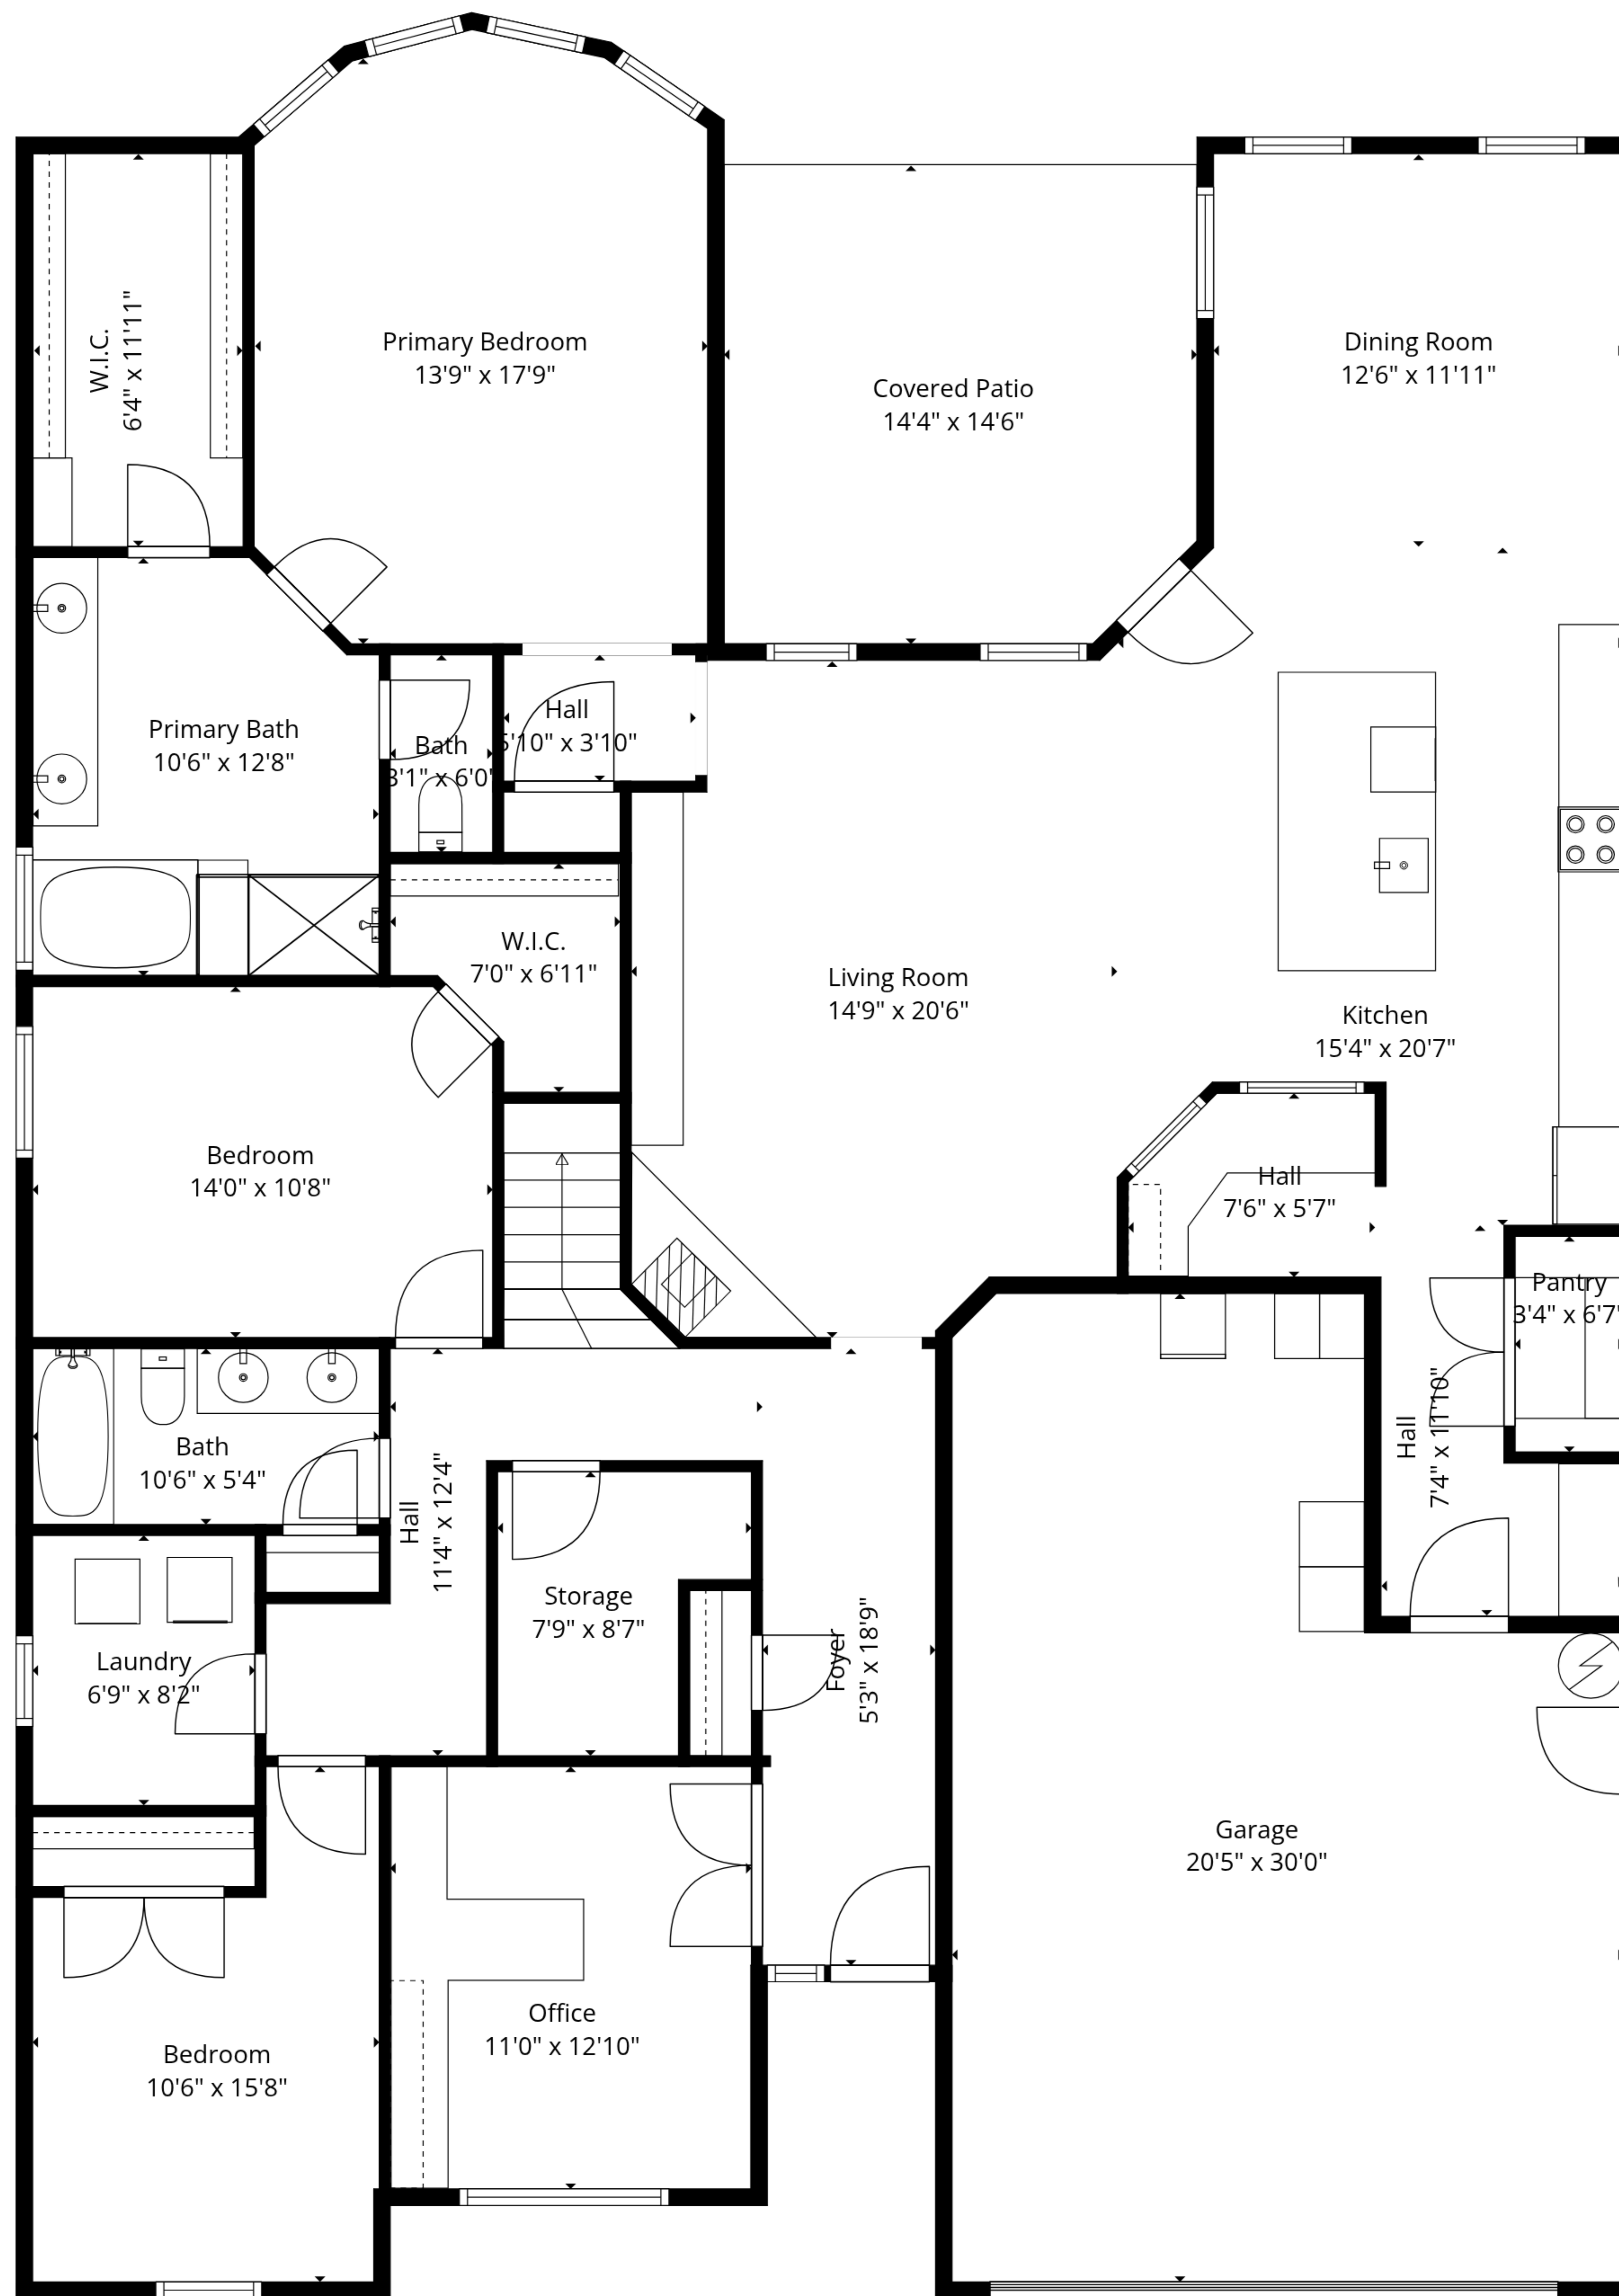 Primary Bedroom
13'9" x 17'9"
W.I.C.
6'4" x 11'11"
Covered Patio
14'4" x 14'6"
Dining Room
12'6" x 11'11"
Primary Bath
10'6" x 12'8"
Bath
3'1" x 6'0"
Hall
5'10" x 3'10"
W.I.C.
7'0" x 6'11"
Living Room
14'9" x 20'6"
Kitchen
15'4" x 20'7"
Bedroom
14'0" x 10'8"
Hall
7'6" x 5'7"
Pantry
3'4" x 6'7"
Hall
7'4" x 11'10"
Bath
10'6" x 5'4"
Hall
11'4" x 12'4"
Storage
7'9" x 8'7"
Foyer
5'3" x 18'9"
Laundry
6'9" x 8'2"
Garage
20'5" x 30'0"
Office
11'0" x 12'10"
Bedroom
10'6" x 15'8"